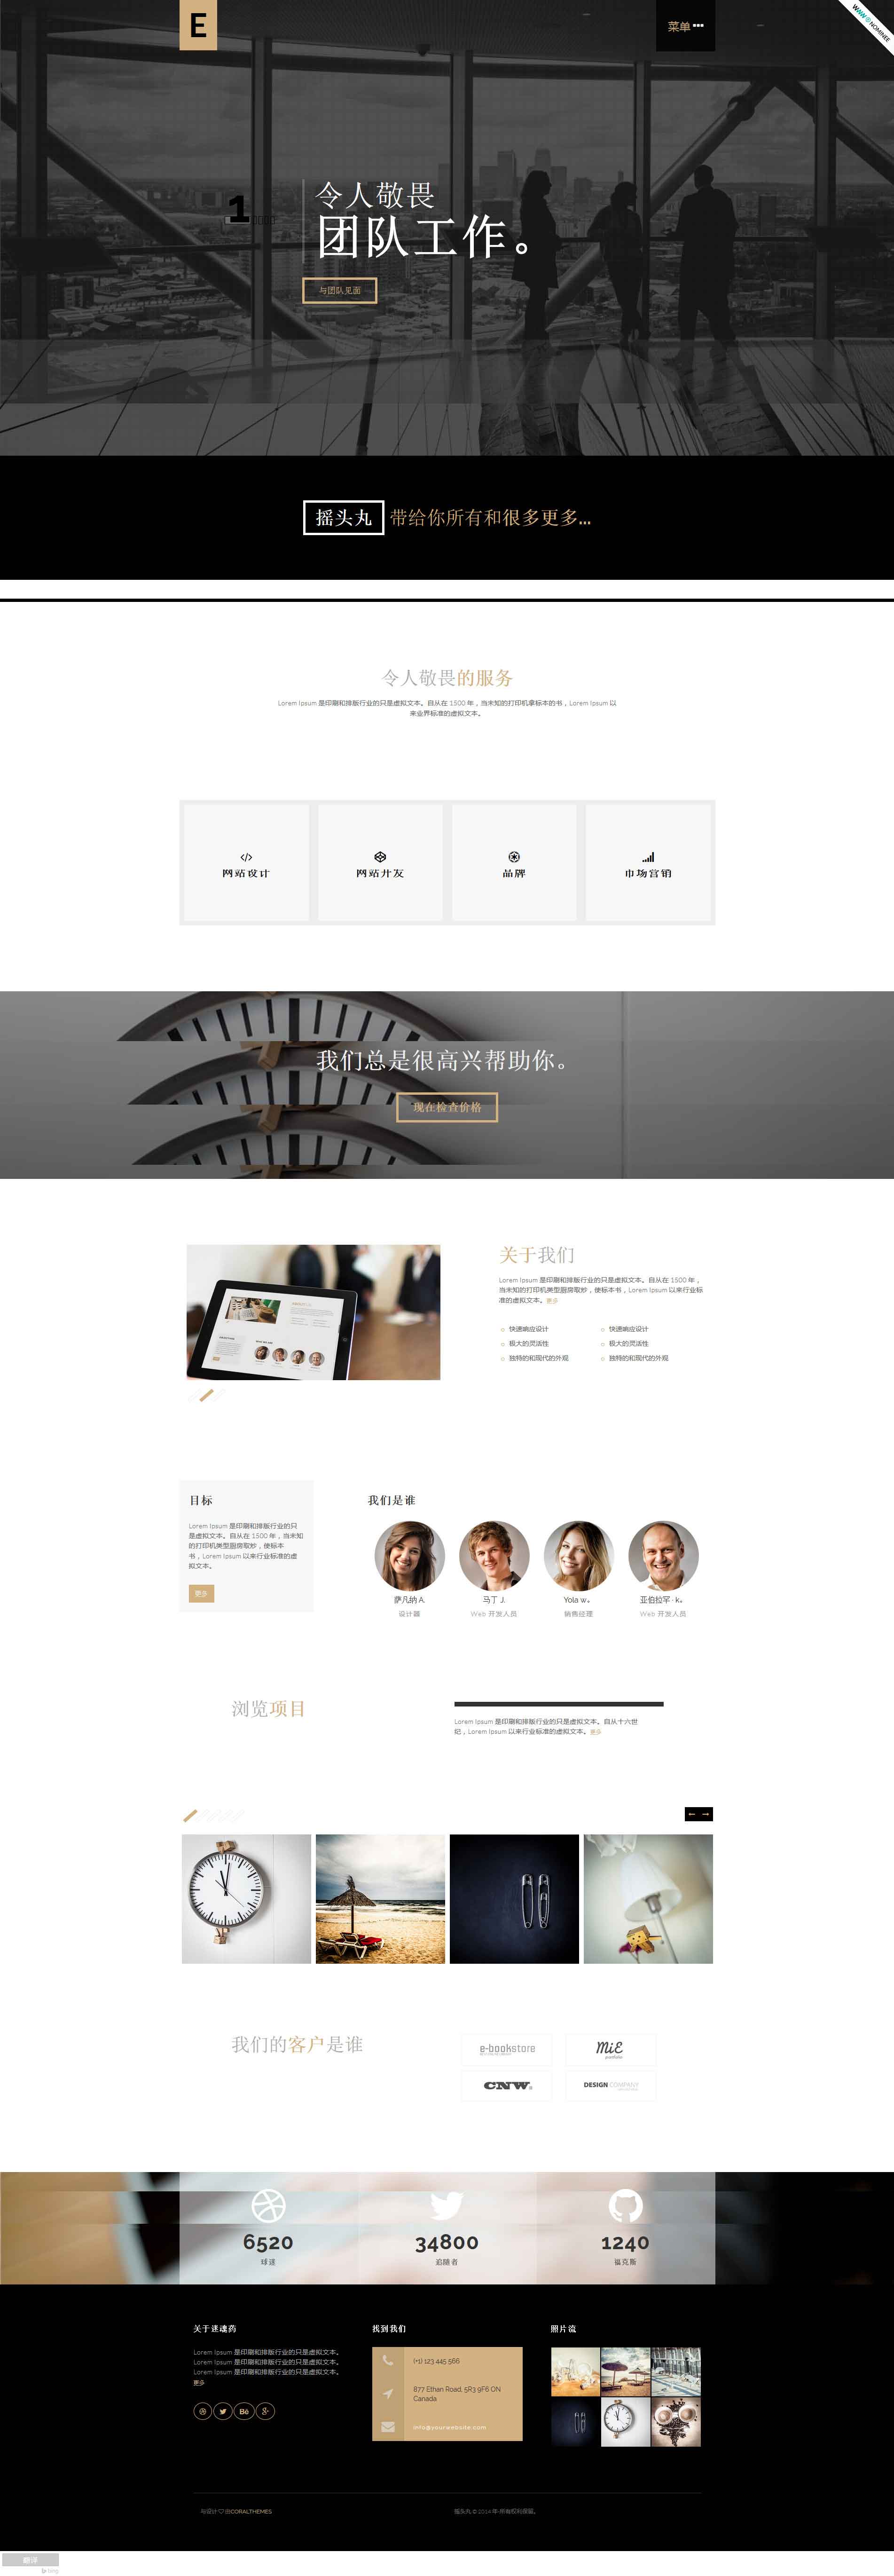 E
菜单
W.AW® NOMINEE
1
令人敬畏
团队工作。
与团队见面
摇头丸 带给你所有和很多更多...
令人敬畏的服务
Lorem Ipsum 是印刷和排版行业的只是虚拟文本。自从在 1500 年，当未知的打印机拿标本的书，Lorem Ipsum 以
来业界标准的虚拟文本。
网站设计
网站开发
品牌
市场营销
我们总是很高兴帮助你。
现在检查价格
关于我们
Lorem Ipsum 是印刷和排版行业的只是虚拟文本。自从在 1500 年，
当未知的打印机类型厨房取炒，使标本书，Lorem Ipsum 以来行业标
准的虚拟文本。更多
快速响应设计
快速响应设计
极大的灵活性
极大的灵活性
独特的和现代的外观
独特的和现代的外观
目标
Lorem Ipsum 是印刷和排版行业的只
是虚拟文本。自从在 1500 年，当未知
的打印机类型厨房取炒，使标本
书，Lorem Ipsum 以来行业标准的虚
拟文本。
更多
我们是谁
萨凡纳 A.
马丁 J.
Yola w。
亚伯拉罕 · k。
设计器
Web 开发人员
销售经理
Web 开发人员
浏览项目
Lorem Ipsum 是印刷和排版行业的只是虚拟文本。自从十六世
纪，Lorem Ipsum 以来行业标准的虚拟文本。更多
我们的客户是谁
e-bookstore
MiE
portfolio
CNW
DESIGN COMPANY
6520
34800
1240
球迷
追随者
福克斯
关于迷魂药
Lorem Ipsum 是印刷和排版行业的只是虚拟文本。
Lorem Ipsum 是印刷和排版行业的只是虚拟文本。
Lorem Ipsum 是印刷和排版行业的只是虚拟文本。
更多
Bē
找到我们
(+1) 123 445 566
877 Ethan Road, 5R3 9F6 ON
Canada
info@yourwebsite.com
照片流
与设计♡由CORALTHEMES
摇头丸 © 2014 年-所有权利保留。
翻译
bing